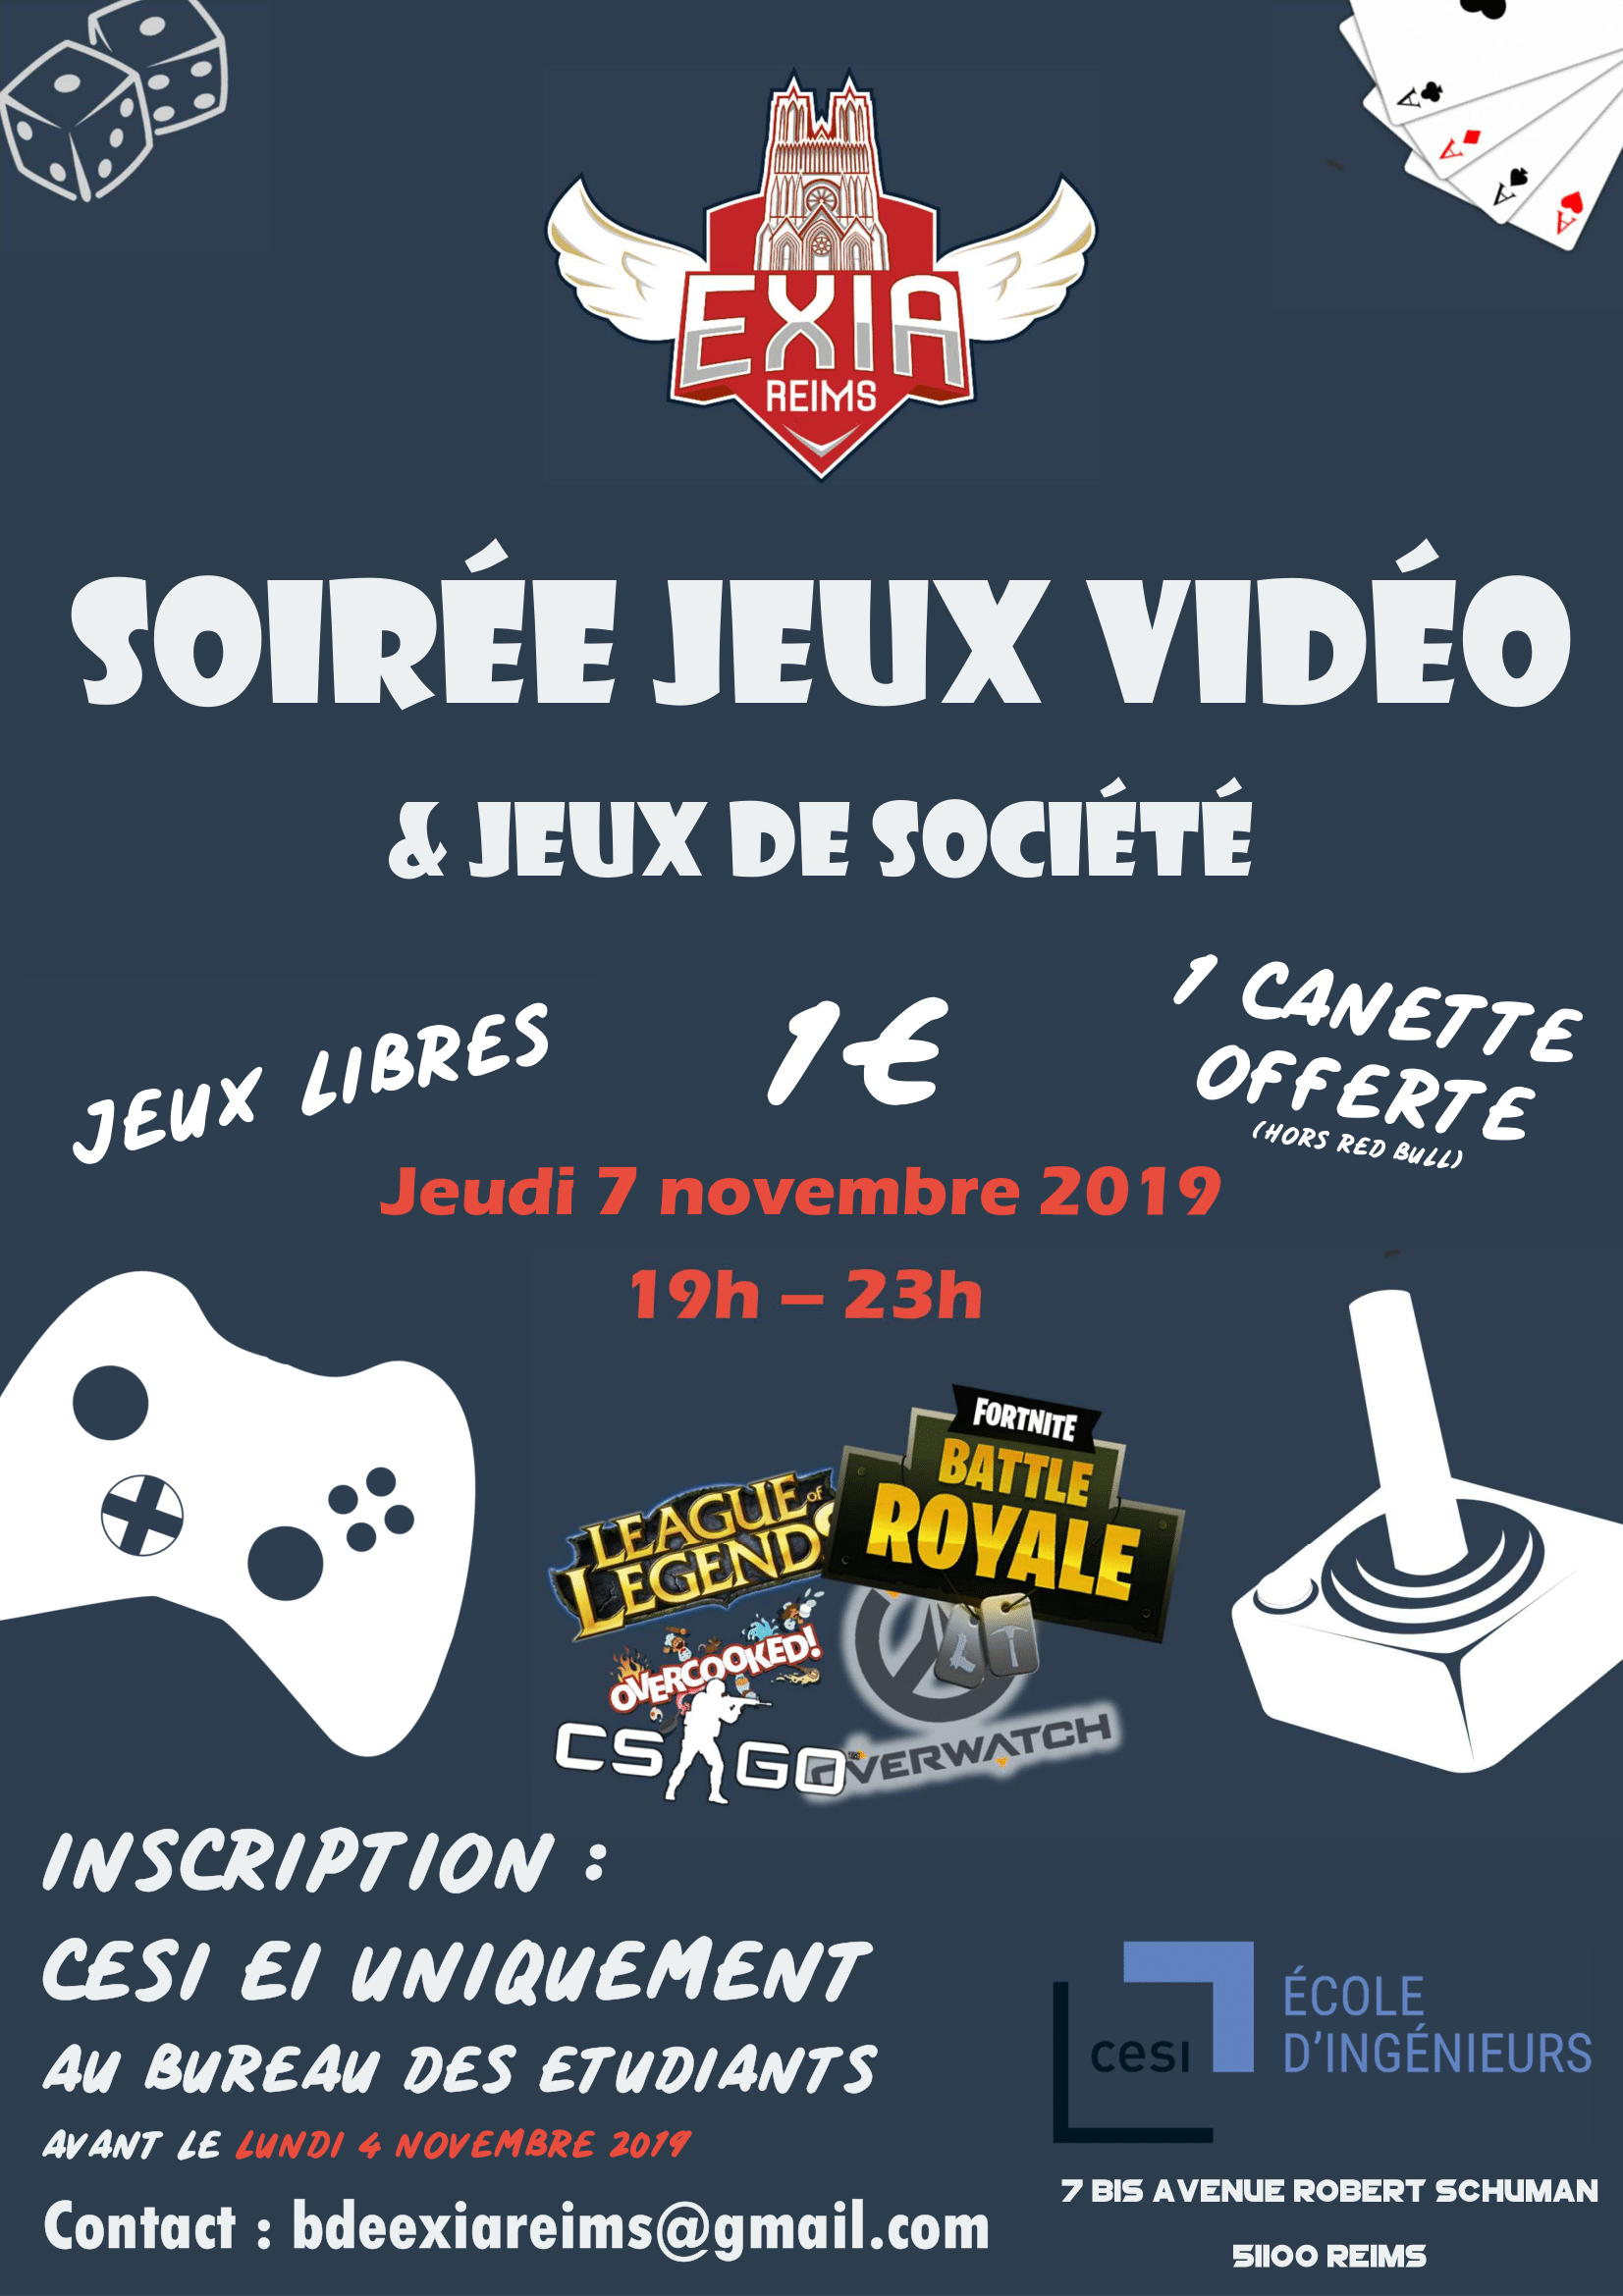 EXIA
REIMS
SOIRÉE JEUX VIDÉO
& JEUX DE SOCIÉTÉ
JEUX LIBRES
1€
1 CANETTE
OFFERTE
(HORS RED BULL)
Jeudi 7 novembre 2019
19h – 23h
FORTNITE
BATTLE
ROYALE
LEAGUE of
LEGENDS
OVERCOOKED!
CS GO
OVERWATCH
INSCRIPTION :
CESI EI UNIQUEMENT
AU BUREAU DES ETUDIANTS
AVANT LE LUNDI 4 NOVEMBRE 2019
Contact : bdeexiareims@gmail.com
cesi
ÉCOLE
D'INGÉNIEURS
7 BIS AVENUE ROBERT SCHUMAN
51100 REIMS
A
A
A
A